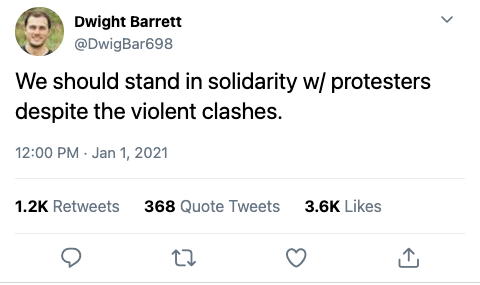 Dwight Barrett
@DwigBar698
We should stand in solidarity w/ protesters
despite the violent clashes.
12:00 PM · Jan 1, 2021
1.2K Retweets 368 Quote Tweets 3.6K Likes